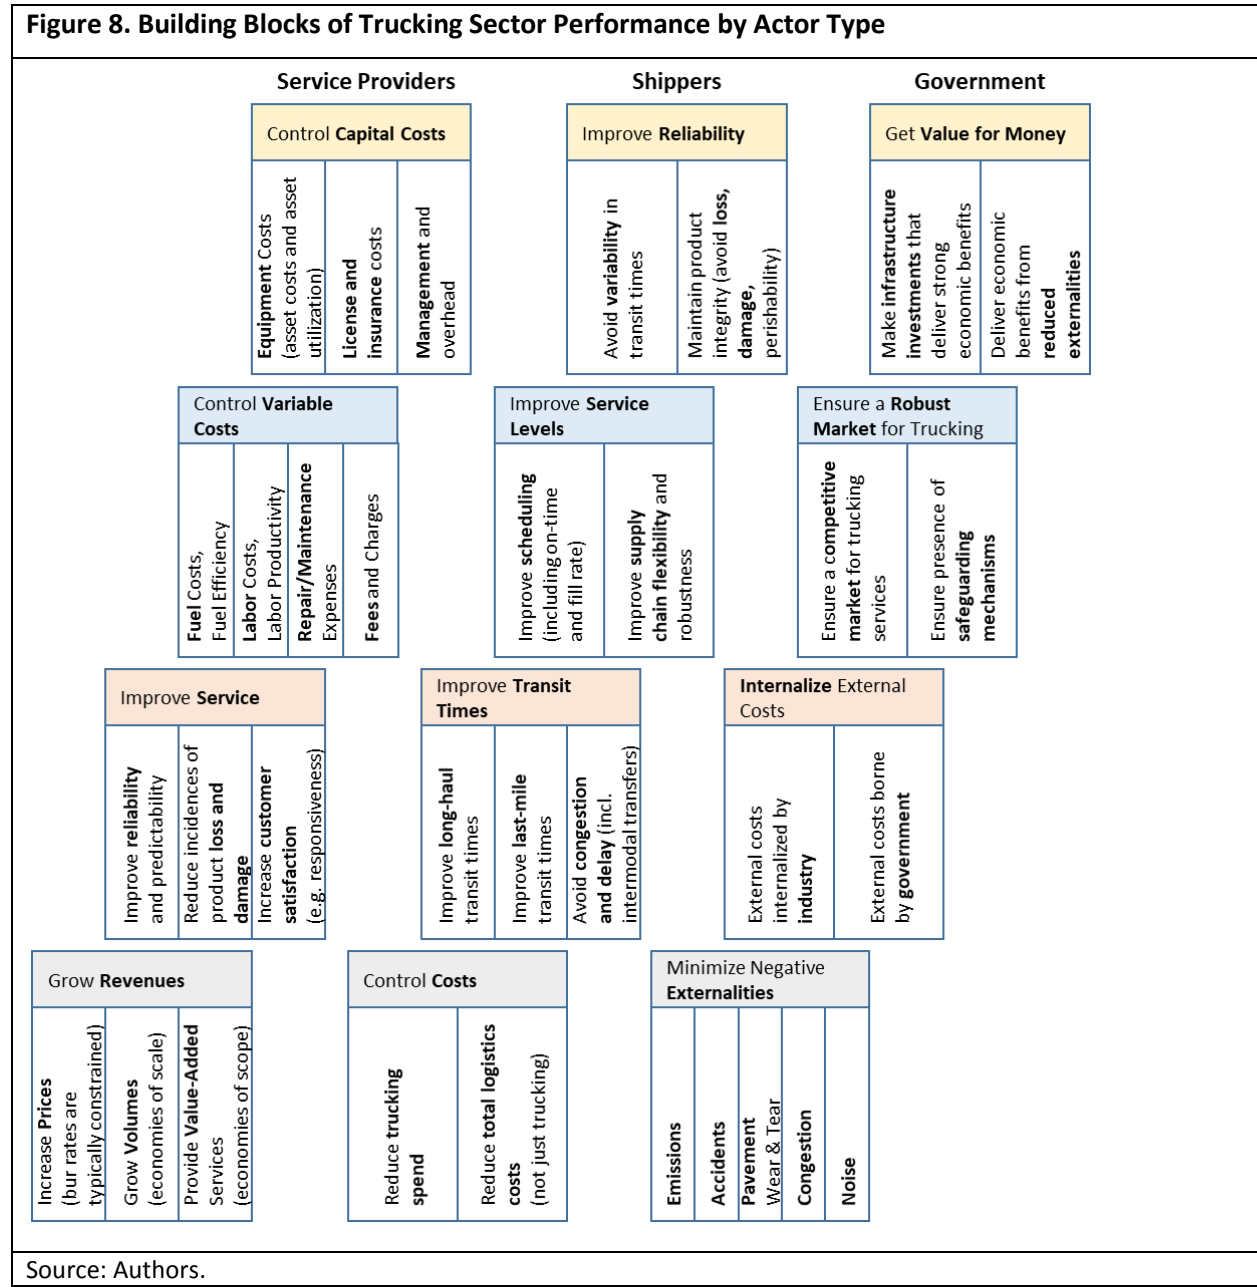 Figure 8. Building Blocks of Trucking Sector Performance by Actor Type
Service Providers
Shippers
Government
Control Capital Costs
Equipment Costs
(asset costs and asset
utilization)
License and
insurance costs
Management and
overhead
Improve Reliability
Avoid variability in
transit times
Maintain product
integrity (avoid loss,
damage,
perishability)
Get Value for Money
Make infrastructure
investments that
deliver strong
economic benefits
Deliver economic
benefits from
reduced
externalities
Control Variable
Costs
Fuel Costs,
Fuel Efficiency
Labor Costs,
Labor Productivity
Repair/Maintenance
Expenses
Fees and Charges
Improve Service
Levels
Improve scheduling
(including on-time
and fill rate)
Improve supply
chain flexibility and
robustness
Ensure a Robust
Market for Trucking
Ensure a competitive
market for trucking
services
Ensure presence of
safeguarding
mechanisms
Improve Service
Improve reliability
and predictability
Reduce incidences of
product loss and
damage
Increase customer
satisfaction
(e.g. responsiveness)
Improve Transit
Times
Improve long-haul
transit times
Improve last-mile
transit times
Avoid congestion
and delay (incl.
intermodal transfers)
Internalize External
Costs
External costs
internalized by
industry
External costs borne
by government
Grow Revenues
Increase Prices
(bur rates are
typically constrained)
Grow Volumes
(economies of scale)
Provide Value-Added
Services
(economies of scope)
Control Costs
Reduce trucking
spend
Reduce total logistics
costs
(not just trucking)
Minimize Negative
Externalities
Emissions
Accidents
Pavement
Wear & Tear
Congestion
Noise
Source: Authors.